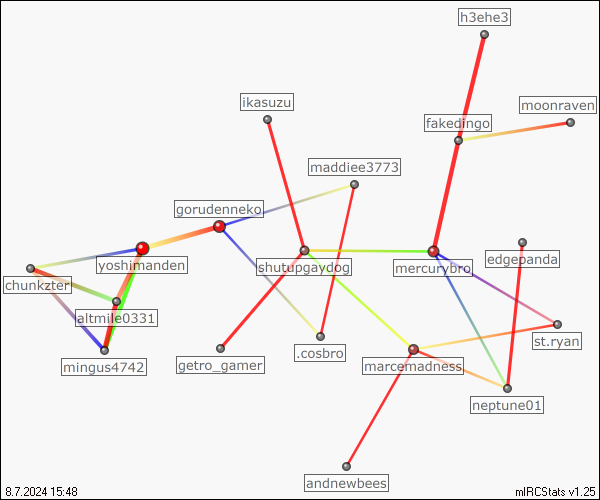 h3ehe3
ikasuzu
moonraven
fakedingo
maddiee3773
gorudenneko
yoshimanden
shutupgaydog
mercurybro
edgepanda
chunkzter
altmile0331
st.ryan
mingus4742
getro_gamer
.cosbro
marcemadness
neptune01
andnewbees
8.7.2024 15:48
mIRCStats v1.25